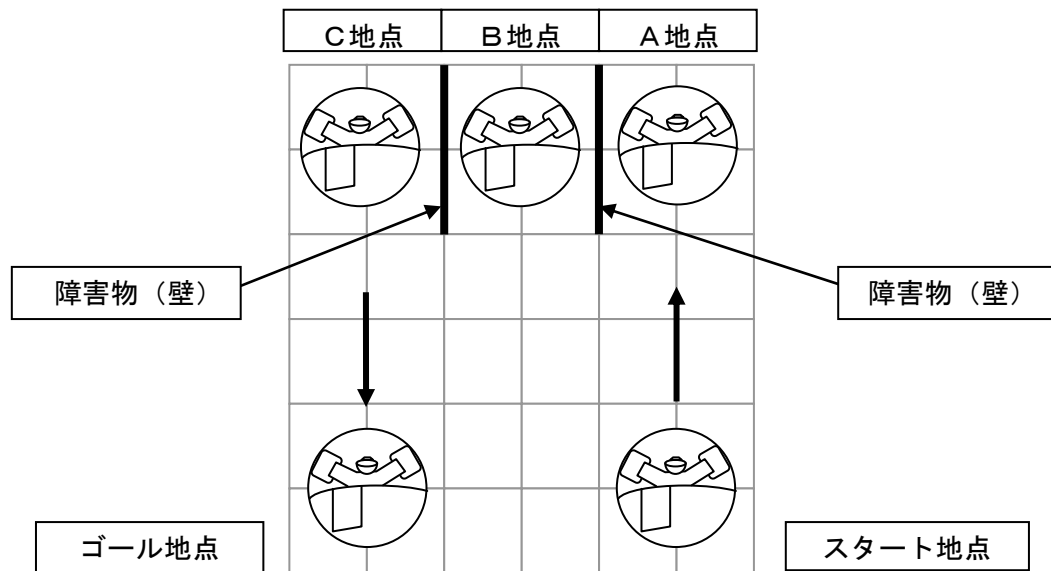 Ｃ地点
Ｂ地点
Ａ地点
障害物（壁）
障害物（壁）
ゴール地点
スタート地点